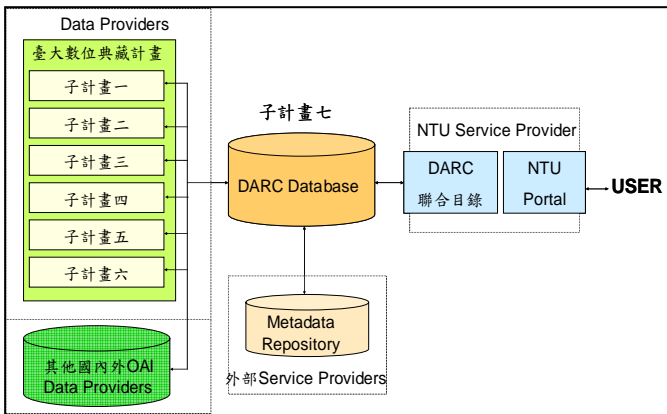 Data Providers
臺大數位典藏計畫
子計畫一
子計畫二
子計畫三
子計畫四
子計畫五
子計畫六
其他國內外OAI
Data Providers
子計畫七
DARC Database
Metadata
Repository
外部Service Providers
NTU Service Provider
DARC
聯合目錄
NTU
Portal
USER